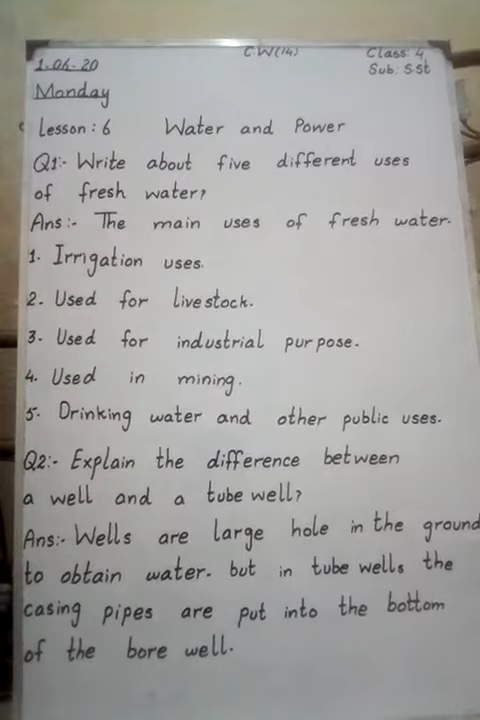 C.W(14)
Class: 4
1-06-20
Sub: S.St
Monday
Lesson: 6 Water and Power
Q1:- Write about five different uses
of fresh water?
Ans:- The main uses of fresh water.
1. Irrigation uses.
2. Used for livestock.
3. Used for industrial purpose.
4. Used in mining.
5. Drinking water and other public uses.
Q2:- Explain the difference between
a well and a tube well?
Ans:- Wells are large hole in the ground
to obtain water. but in tube wells the
casing pipes are put into the bottom
of the bore well.